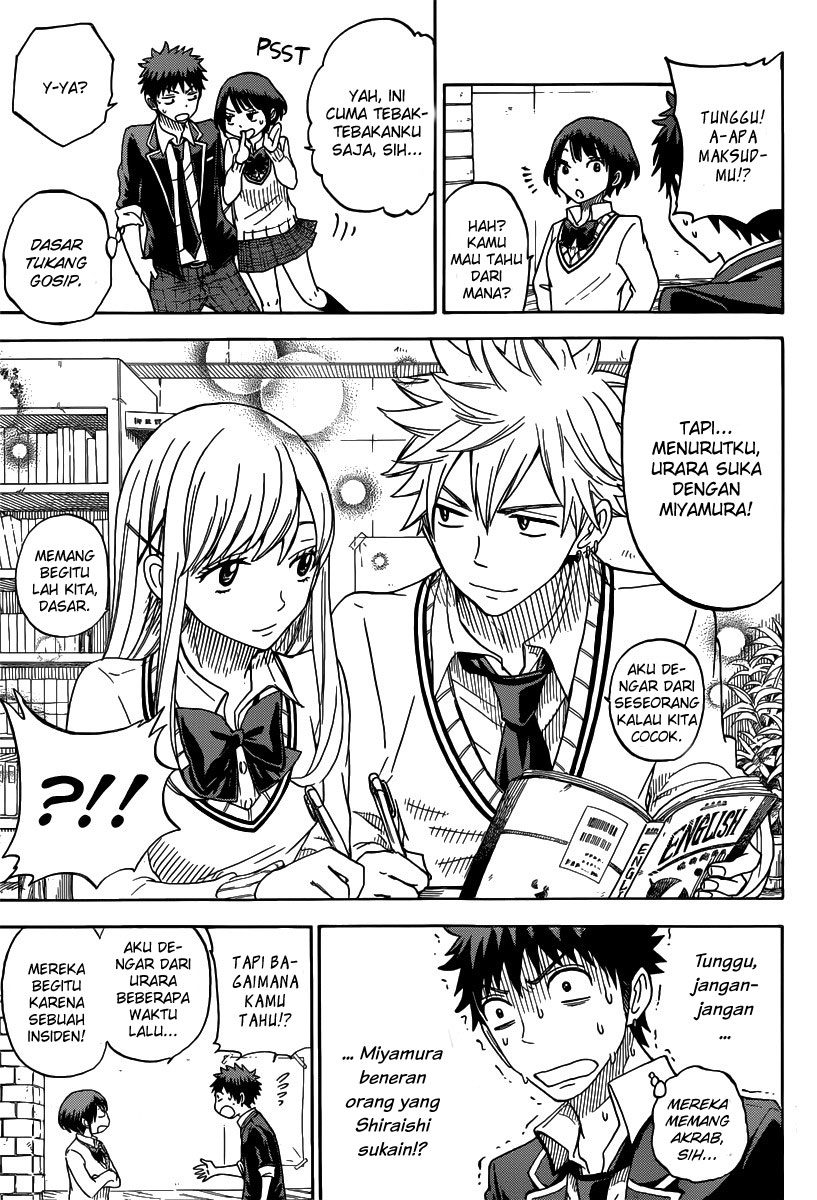 TUNGGU!
A-APA
MAKSUD-
MU!?
HAH?
KAMU
MAU TAHU
DARI
MANA?
YAH, INI
CUMA TEBAK-
TEBAKANKU
SAJA, SIH...
PSST
Y-YA?
DASAR
TUKANG
GOSIP.
TAPI...
MENURUTKU,
URARA SUKA
DENGAN
MIYAMURA!
AKU DE-
NGAR DARI
SESEORANG
KALAU KITA
COCOK.
MEMANG
BEGITU
LAH KITA,
DASAR.
?!!
ENGLISH
ENGL
Tunggu,
jangan-
jangan
...
MEREKA
MEMANG
AKRAB,
SIH...
... Miyamura
beneran
orang yang
Shiraishi
sukain!?
TAPI BA-
GAIMANA
KAMU
TAHU!?
AKU DE-
NGAR DARI
URARA
BEBERAPA
WAKTU
LALU...
MEREKA
BEGITU
KARENA
SEBUAH
INSIDEN!